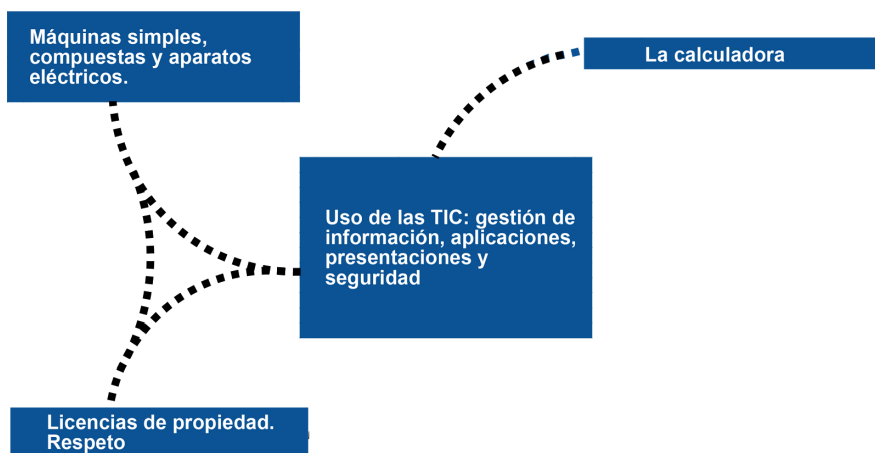 Máquinas simples,
compuestas y aparatos
eléctricos.
La calculadora
Uso de las TIC: gestión de
información, aplicaciones,
presentaciones y
seguridad
Licencias de propiedad.
Respeto